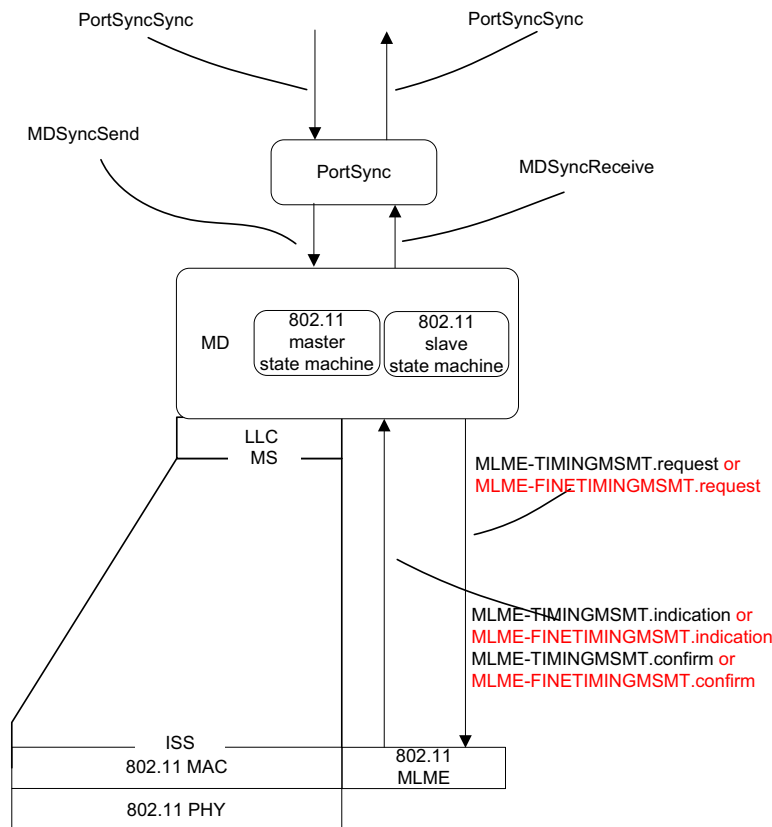 PortSyncSync
PortSyncSync
MDSyncSend
PortSync
MDSyncReceive
MD
802.11
master
state machine
802.11
slave
state machine
LLC
MS
MLME-TIMINGMSMT.request or
MLME-FINETIMINGMSMT.request
MLME-TIMINGMSMT.indication or
MLME-FINETIMINGMSMT.indication
MLME-TIMINGMSMT.confirm or
MLME-FINETIMINGMSMT.confirm
ISS
802.11 MAC
802.11
MLME
802.11 PHY